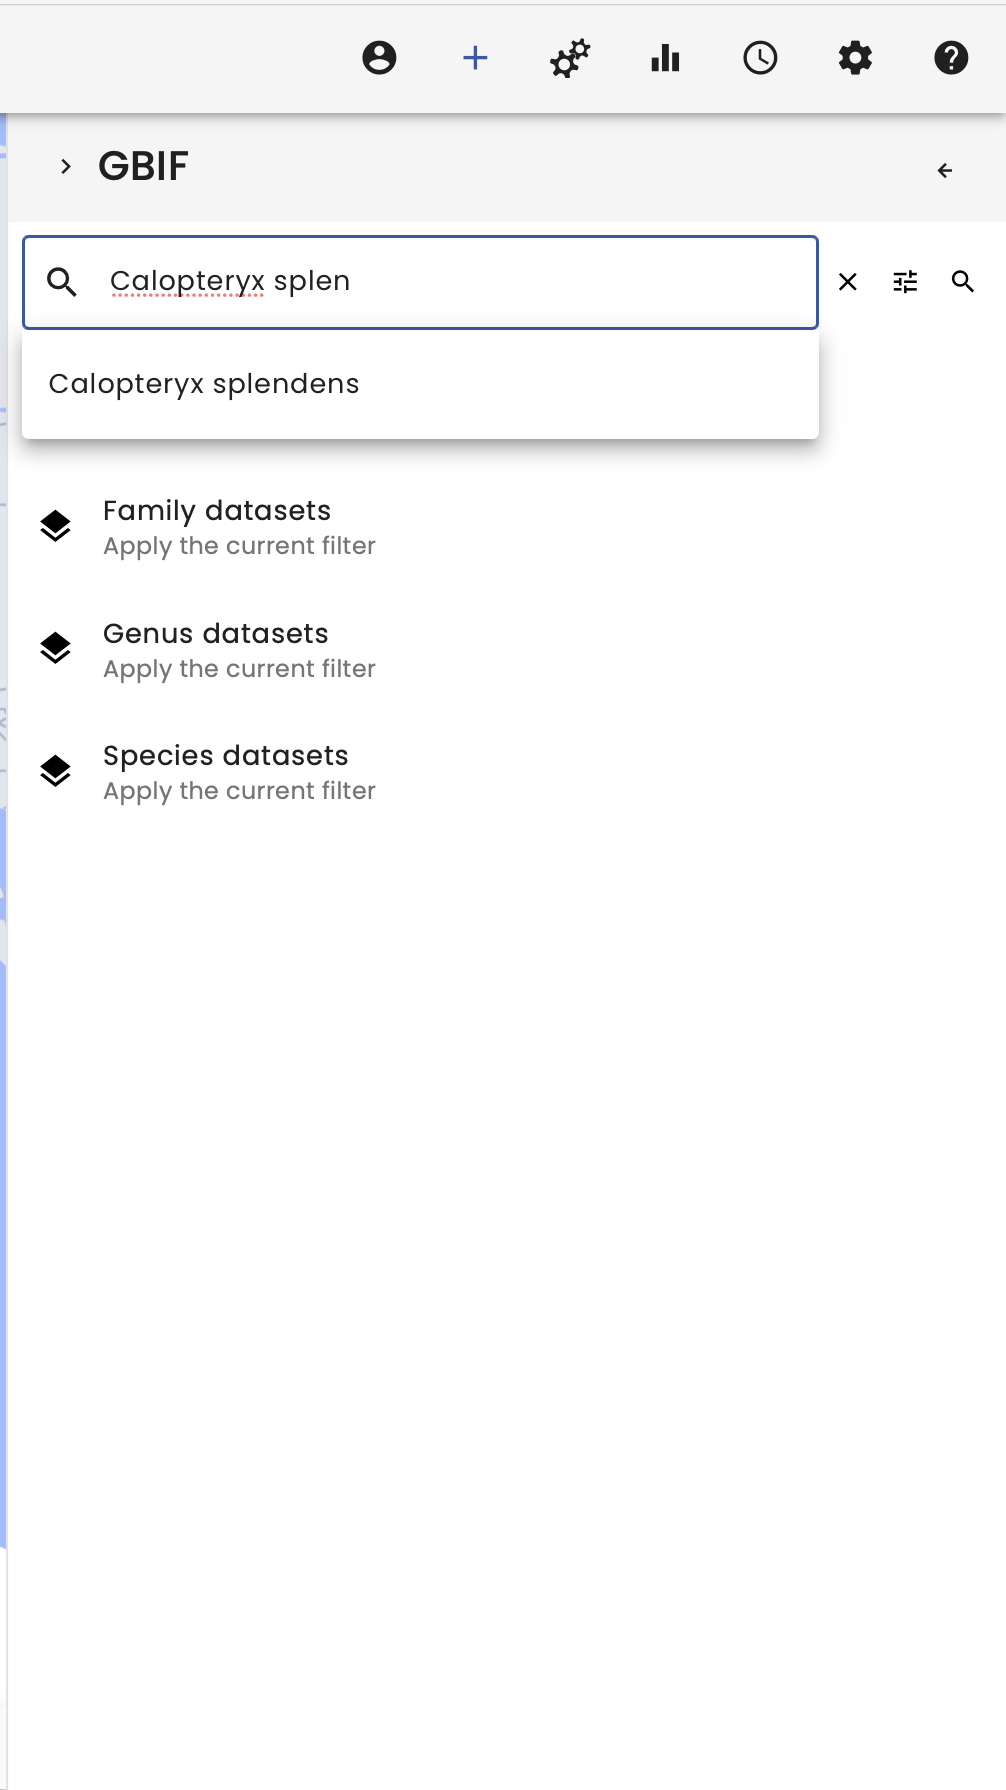 GBIF
Calopteryx splen
Calopteryx splendens
Family datasets
Apply the current filter
Genus datasets
Apply the current filter
Species datasets
Apply the current filter